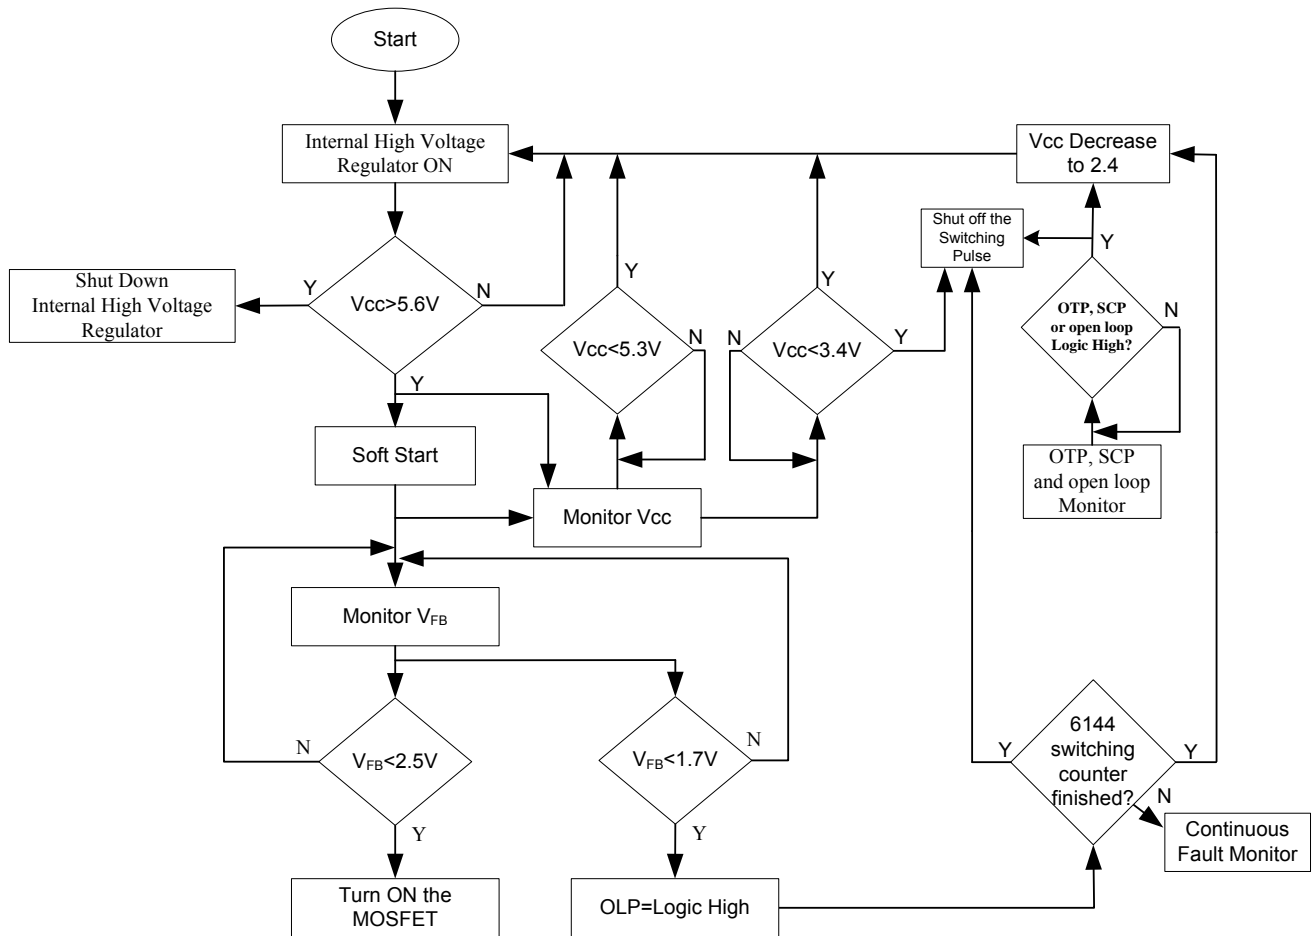 Start
Internal High Voltage
Regulator ON
Vcc Decrease
to 2.4
Shut off the
Switching
Pulse
Y
Shut Down
Internal High Voltage
Regulator
Y
Vcc>5.6V
N
Y
Vcc<5.3V
N
Y
N
Vcc<3.4V
Y
OTP, SCP
or open loop
Logic High?
N
Y
Soft Start
Monitor Vcc
OTP, SCP
and open loop
Monitor
Monitor VFB
N
VFB<2.5V
Y
VFB<1.7V
N
Y
Y
6144
switching
counter
finished?
Y
N
Continuous
Fault Monitor
Turn ON the
MOSFET
OLP=Logic High